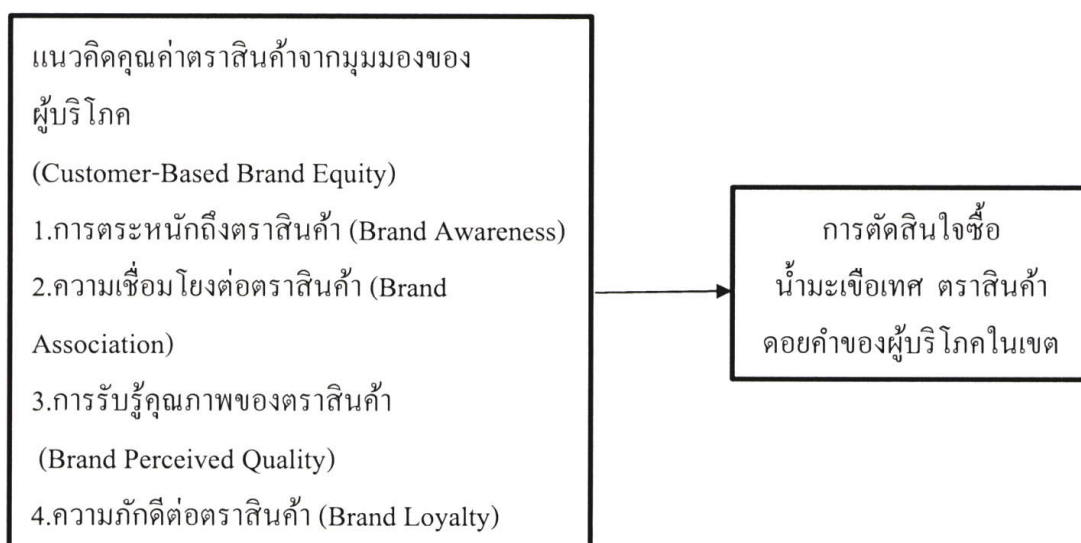 แนวคิดคุณค่าตราสินค้าจากมุมมองของ
ผู้บริโภค
(Customer-Based Brand Equity)
1.การตระหนักถึงตราสินค้า (Brand Awareness)
2.ความเชื่อมโยงต่อตราสินค้า (Brand
Association)
3.การรับรู้คุณภาพของตราสินค้า
(Brand Perceived Quality)
4.ความภักดีต่อตราสินค้า (Brand Loyalty)
การตัดสินใจซื้อ
น้ำมะเขือเทศ ตราสินค้า
ดอยคำของผู้บริโภคในเขต